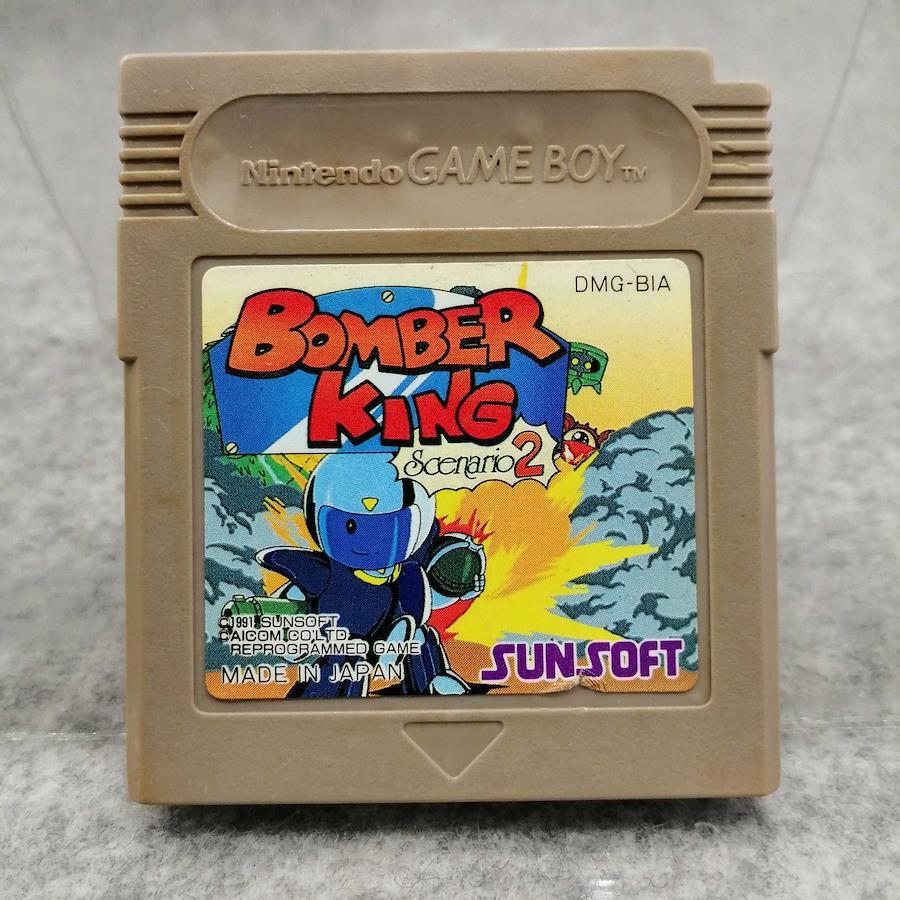 Nintendo GAME BOY TM
DMG-BIA
BOMBER
KING
Scenario 2
©1991 SUNSOFT
CAICOM CO.LTD.
REPROGRAMMED GAME
MADE IN JAPAN
SUNSOFT